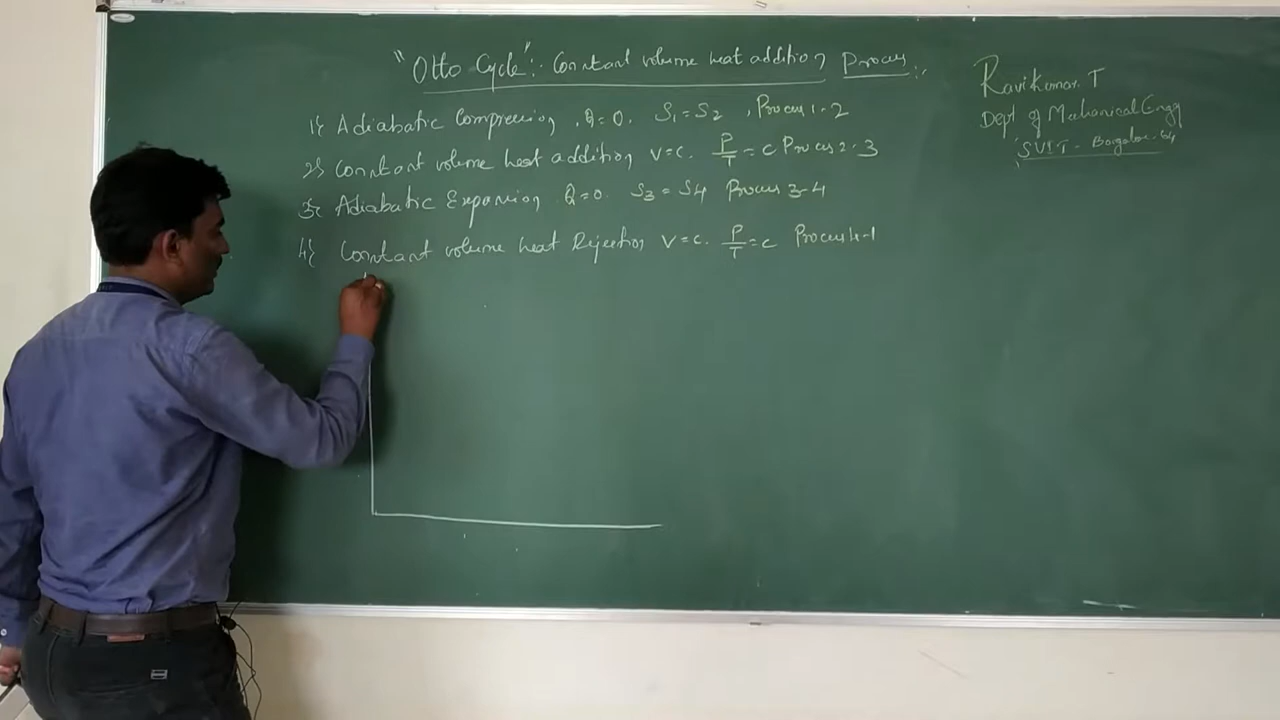 "Otto Cycle":- Constant volume heat addition Process:-
1) Adiabatic Compression, Q=0. S1=S2, Process 1-2
2) Constant volume heat addition V=C. P/T=C Process 2-3
3) Adiabatic Expansion Q=0. S3=S4 Process 3-4
4) Constant volume heat Rejection V=C. P/T=C Process 4-1
Ravikumar. T
Dept of Mechanical Engg
SVIT- Bangalore-64